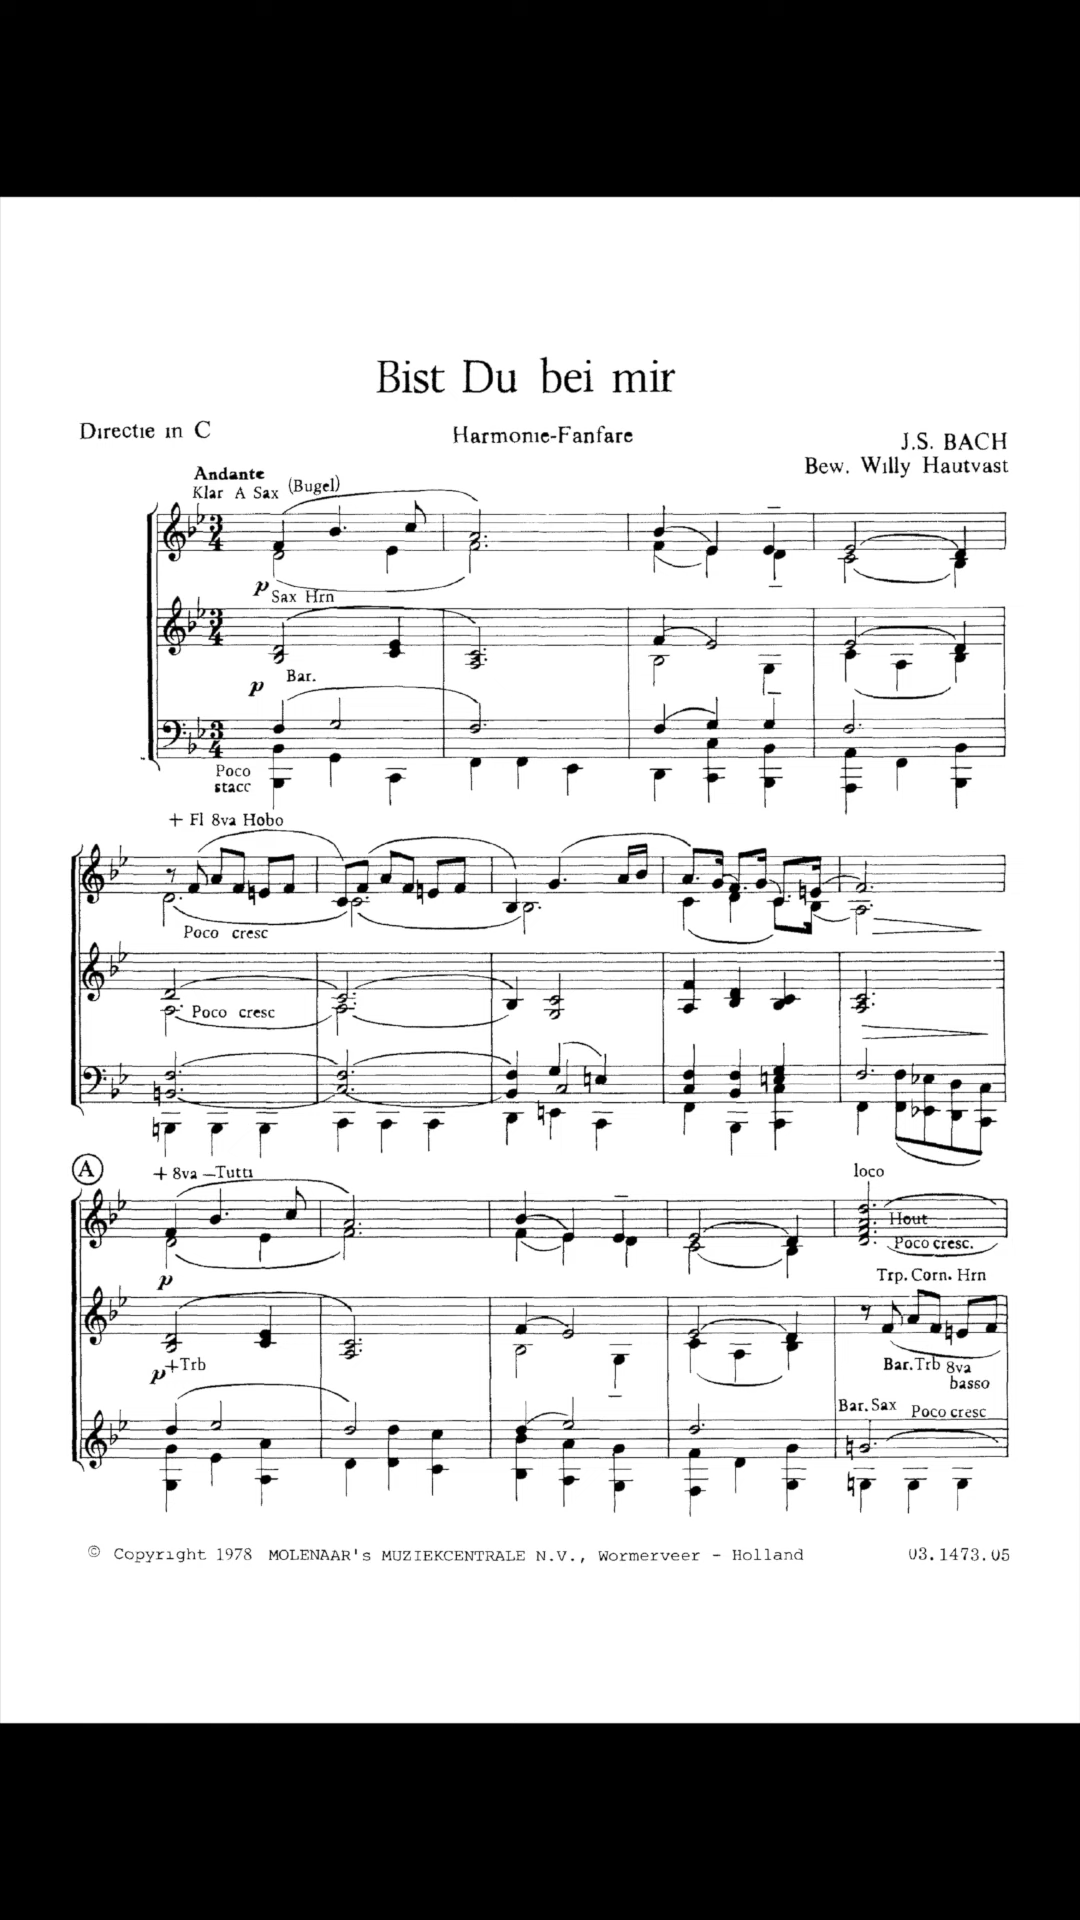 Bist Du bei mir
Directie in C
Harmonie-Fanfare
J.S. BACH
Bew. Willy Hautvast
Andante
Klar A Sax (Bugel)
p
Sax Hrn
p
Bar.
Poco
stacc
+ Fl 8va Hobo
Poco cresc
Poco cresc
A
+ 8va - Tutti
loco
Hout
Poco cresc.
p
Trp. Corn. Hrn
p +Trb
Bar. Trb 8va
basso
Bar. Sax Poco cresc
© Copyright 1978 MOLENAAR's MUZIEKCENTRALE N.V., Wormerveer - Holland 03.1473.05